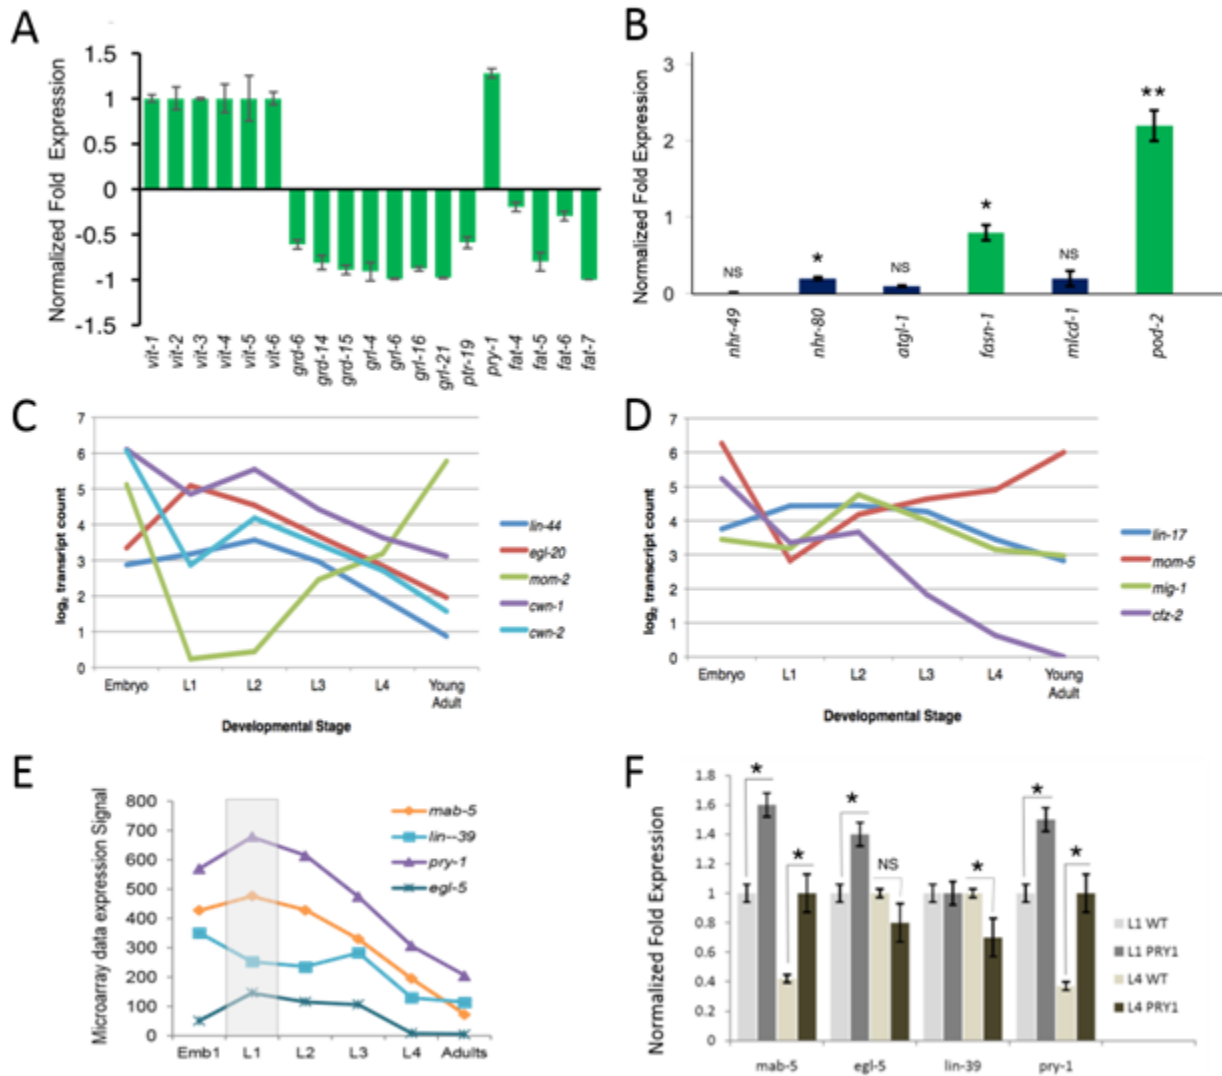 A
Normalized Fold Expression
1.5
1
0.5
0
-0.5
-1
-1.5
vit-1
vit-2
vit-3
vit-4
vit-5
vit-6
grd-6
grd-14
grd-15
grl-4
grl-6
grl-16
grl-21
ptr-19
pry-1
fat-4
fat-5
fat-6
fat-7
B
Normalized Fold Expression
3
2
1
0
NS
*
NS
*
NS
**
nhr-49
nhr-80
atgl-1
fasn-1
mlcd-1
pod-2
C
log₂ transcript count
7
6
5
4
3
2
1
0
Embryo
L1
L2
L3
L4
Young
Adult
Developmental Stage
lin-44
egl-20
mom-2
cwn-1
cwn-2
D
log₂ transcript count
7
6
5
4
3
2
1
0
Embryo
L1
L2
L3
L4
Young
Adult
Developmental Stage
lin-17
mom-5
mig-1
cfz-2
E
Microarray data expression Signal
800
700
600
500
400
300
200
100
0
Emb1
L1
L2
L3
L4
Adults
mab-5
lin--39
pry-1
egl-5
F
Normalized Fold Expression
1.8
1.6
1.4
1.2
1
0.8
0.6
0.4
0.2
0
*
*
*
NS
*
*
*
mab-5
egl-5
lin-39
pry-1
L1 WT
L1 PRY1
L4 WT
L4 PRY1